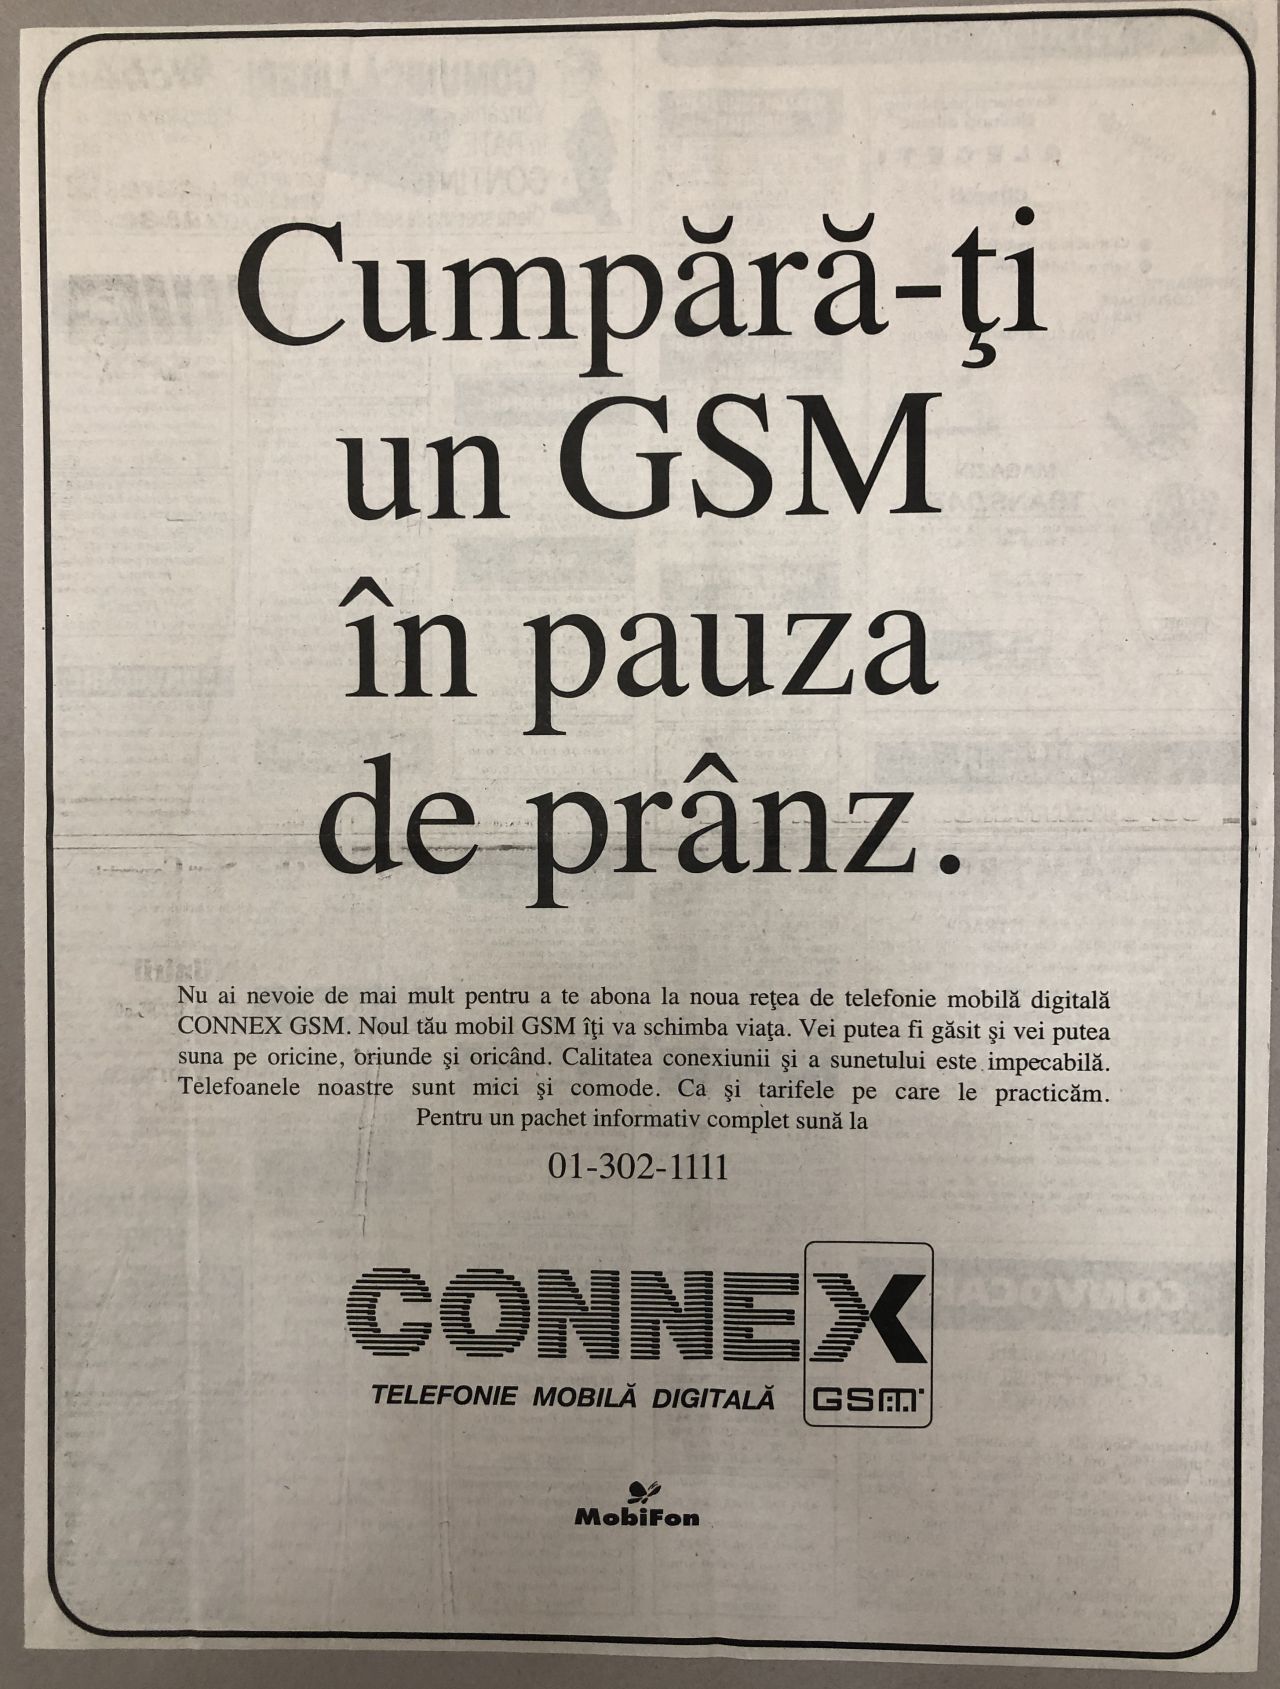 Cumpără-ţi
un GSM
în pauza
de prânz.
Nu ai nevoie de mai mult pentru a te abona la noua reţea de telefonie mobilă digitală
CONNEX GSM. Noul tău mobil GSM îţi va schimba viaţa. Vei putea fi găsit şi vei putea
suna pe oricine, oriunde şi oricând. Calitatea conexiunii şi a sunetului este impecabilă.
Telefoanele noastre sunt mici şi comode. Ca şi tarifele pe care le practicăm.
Pentru un pachet informativ complet sună la
01-302-1111
CONNEX
TELEFONIE MOBILĂ DIGITALĂ GSM
MobiFon